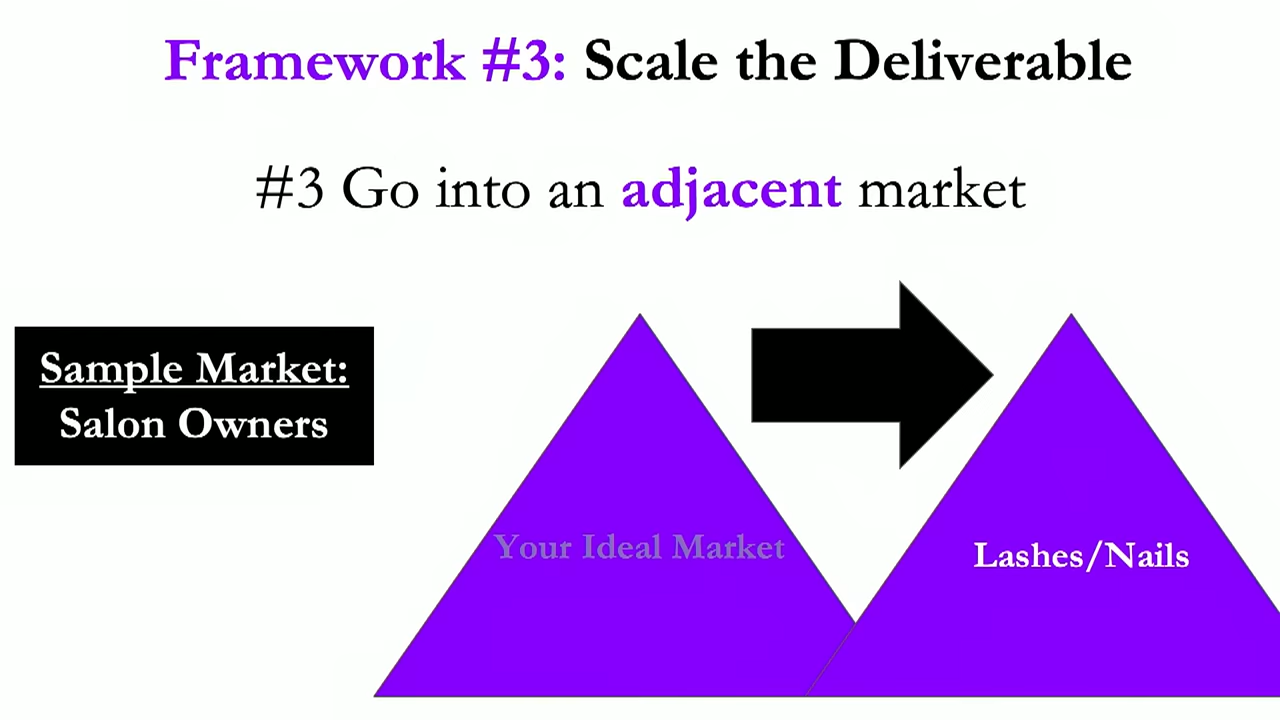 Framework #3: Scale the Deliverable
#3 Go into an adjacent market
Sample Market:
Salon Owners
Your Ideal Market
Lashes/Nails